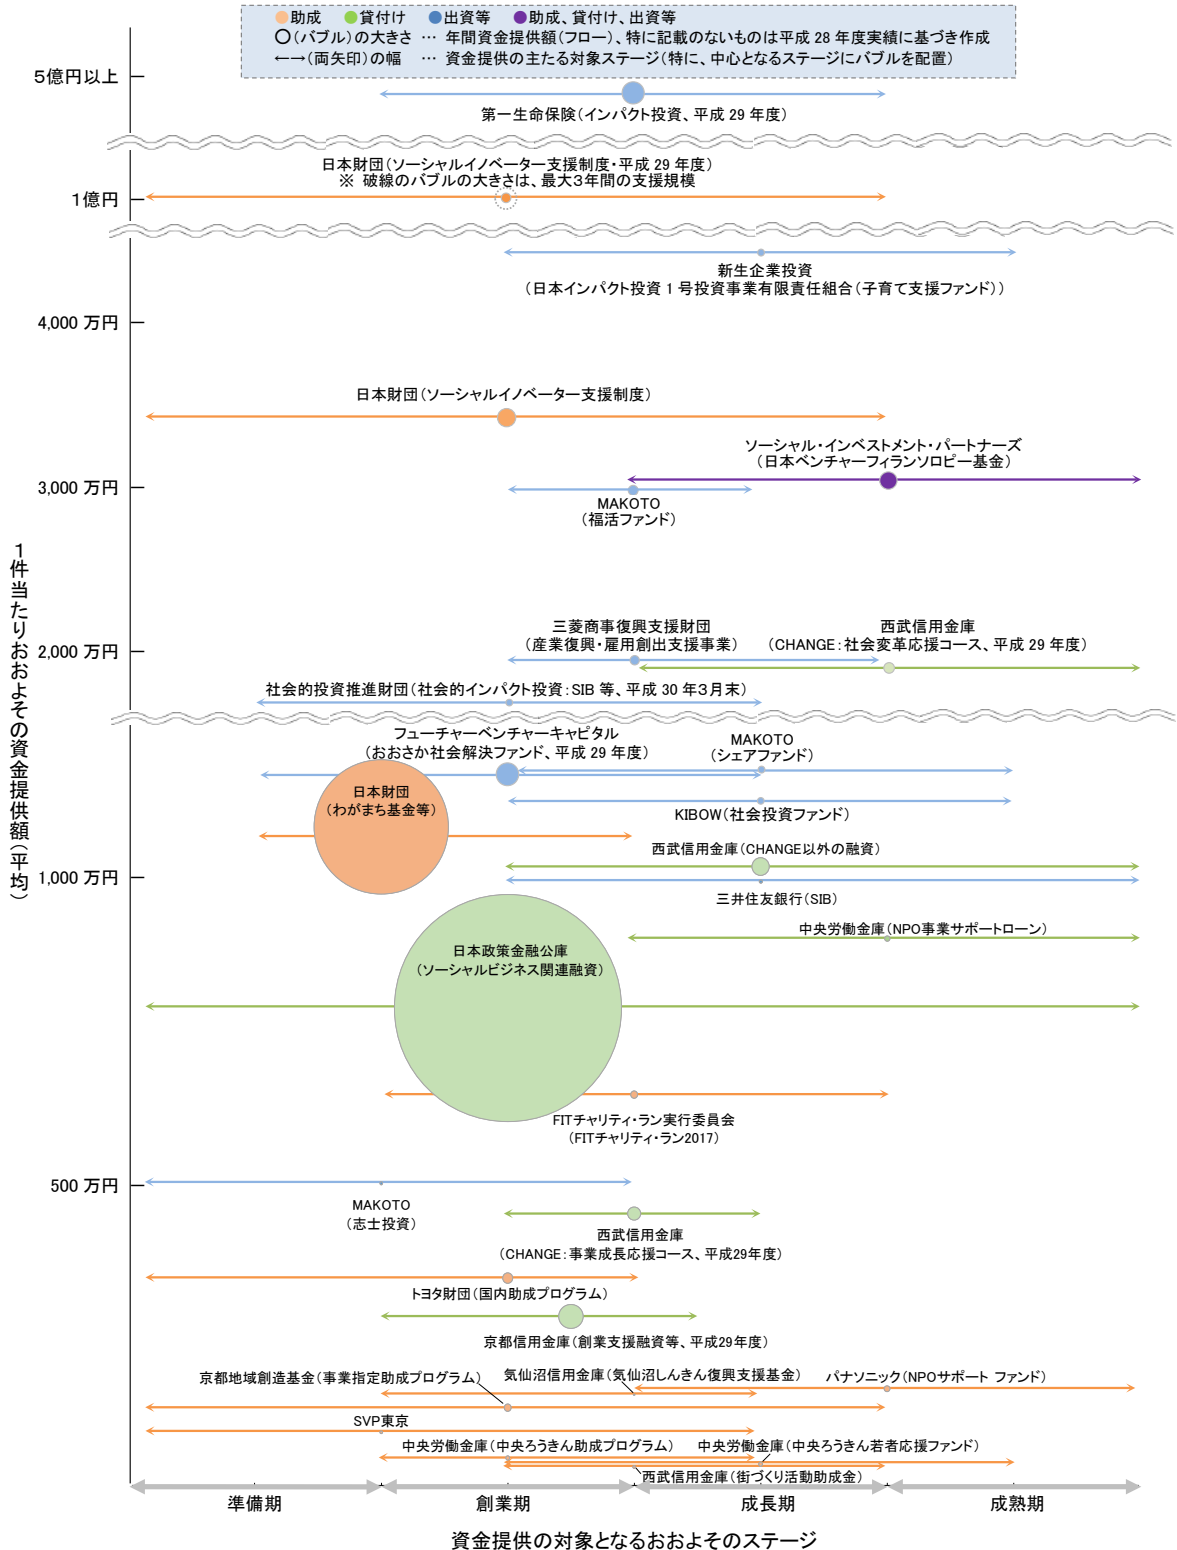 助成 貸付け 出資等 助成、貸付け、出資等
(バブル)の大きさ … 年間資金提供額(フロー)、特に記載のないものは平成 28 年度実績に基づき作成
←→(両矢印)の幅 … 資金提供の主たる対象ステージ(特に、中心となるステージにバブルを配置)
5億円以上
第一生命保険(インパクト投資、平成 29 年度)
日本財団(ソーシャルイノベーター支援制度・平成 29 年度)
※ 破線のバブルの大きさは、最大3年間の支援規模
1億円
新生企業投資
(日本インパクト投資 1 号投資事業有限責任組合(子育て支援ファンド))
4,000 万円
日本財団(ソーシャルイノベーター支援制度)
ソーシャル・インベストメント・パートナーズ
(日本ベンチャーフィランソロピー基金)
3,000 万円
MAKOTO
(福活ファンド)
1件当たりおおよその資金提供額(平均)
三菱商事復興支援財団
(産業復興・雇用創出支援事業)
西武信用金庫
(CHANGE:社会変革応援コース、平成 29 年度)
2,000 万円
社会的投資推進財団(社会的インパクト投資:SIB 等、平成 30 年3月末)
フューチャーベンチャーキャピタル
(おおさか社会解決ファンド、平成 29 年度)
MAKOTO
(シェアファンド)
日本財団
(わがまち基金等)
KIBOW(社会投資ファンド)
西武信用金庫(CHANGE以外の融資)
1,000 万円
三井住友銀行(SIB)
中央労働金庫(NPO事業サポートローン)
日本政策金融公庫
(ソーシャルビジネス関連融資)
FITチャリティ・ラン実行委員会
(FITチャリティ・ラン2017)
500 万円
MAKOTO
(志士投資)
西武信用金庫
(CHANGE:事業成長応援コース、平成29年度)
トヨタ財団(国内助成プログラム)
京都信用金庫(創業支援融資等、平成29年度)
京都地域創造基金(事業指定助成プログラム)
気仙沼信用金庫(気仙沼しんきん復興支援基金)
パナソニック(NPOサポート ファンド)
SVP東京
中央労働金庫(中央ろうきん助成プログラム)
中央労働金庫(中央ろうきん若者応援ファンド)
西武信用金庫(街づくり活動助成金)
準備期 創業期 成長期 成熟期
資金提供の対象となるおおよそのステージ